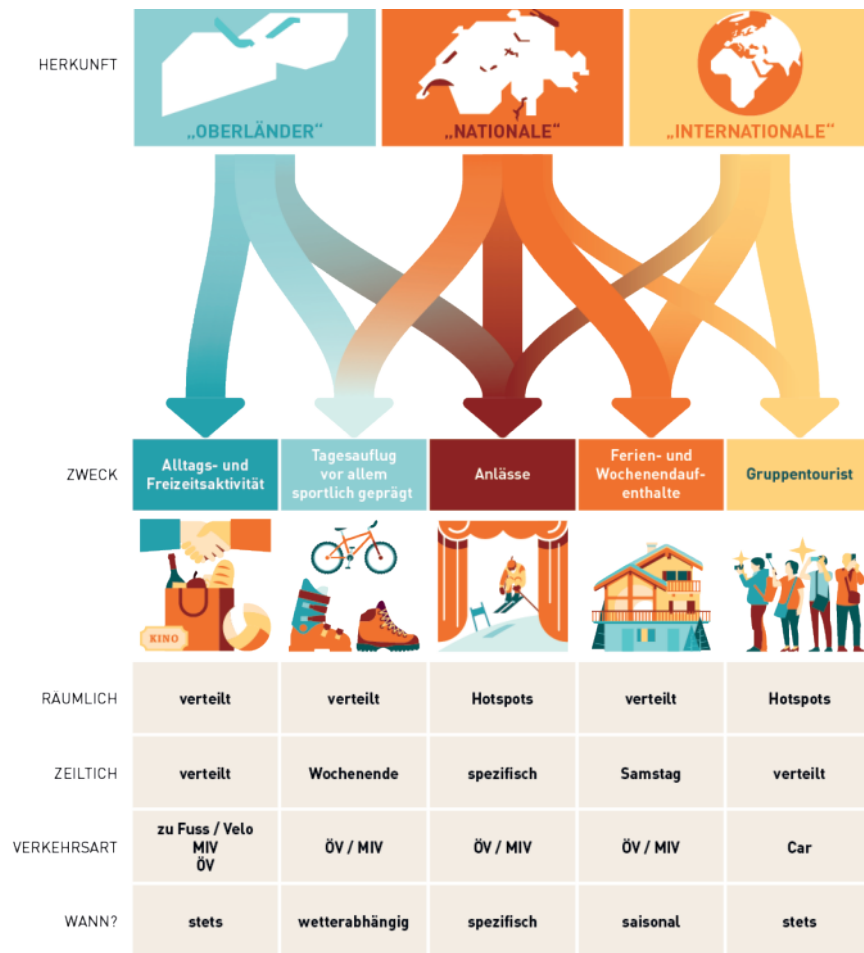 HERKUNFT
„OBERLÄNDER“
„NATIONALE“
„INTERNATIONALE“
ZWECK
Alltags- und
Freizeitsaktivität
Tagesauflug
vor allem
sportlich geprägt
Anlässe
Ferien- und
Wochenendauf-
enthalte
Gruppentourist
KINO
RÄUMLICH
verteilt
verteilt
Hotspots
verteilt
Hotspots
ZEILTICH
verteilt
Wochenende
spezifisch
Samstag
verteilt
VERKEHRSART
zu Fuss / Velo
MIV
ÖV
ÖV / MIV
ÖV / MIV
ÖV / MIV
Car
WANN?
stets
wetterabhängig
spezifisch
saisonal
stets